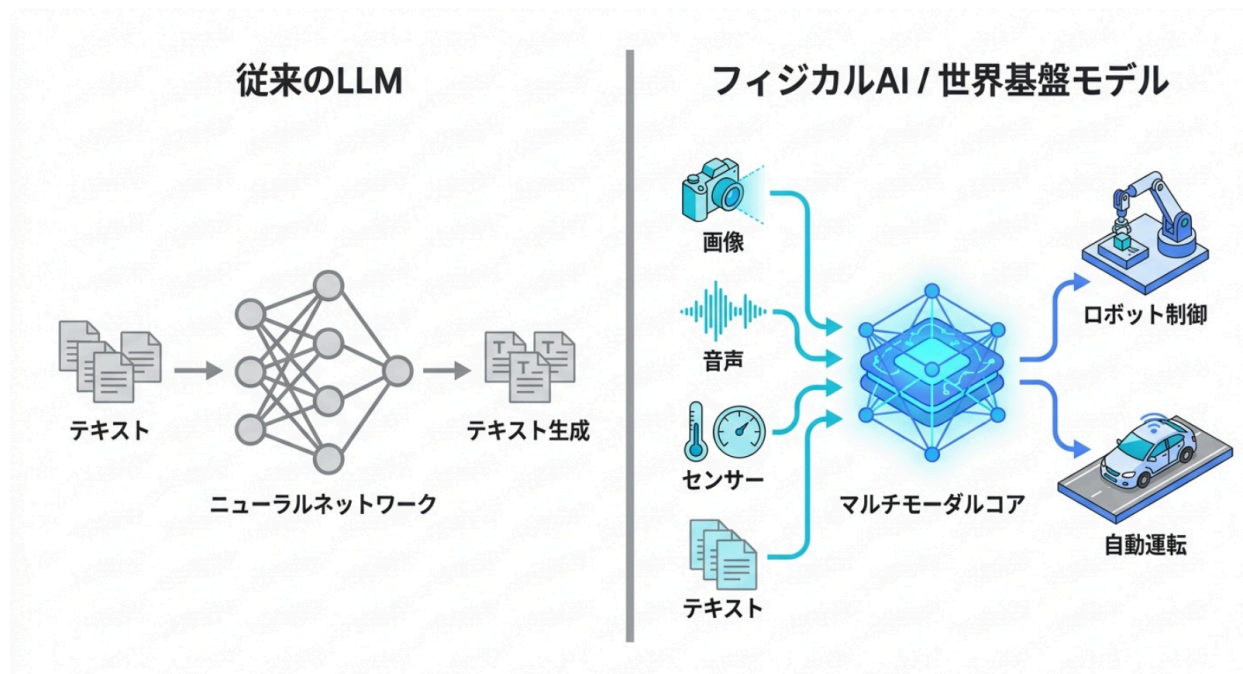 従来のLLM
テキスト
ニューラルネットワーク
テキスト生成
フィジカルAI / 世界基盤モデル
画像
音声
センサー
テキスト
マルチモーダルコア
ロボット制御
自動運転